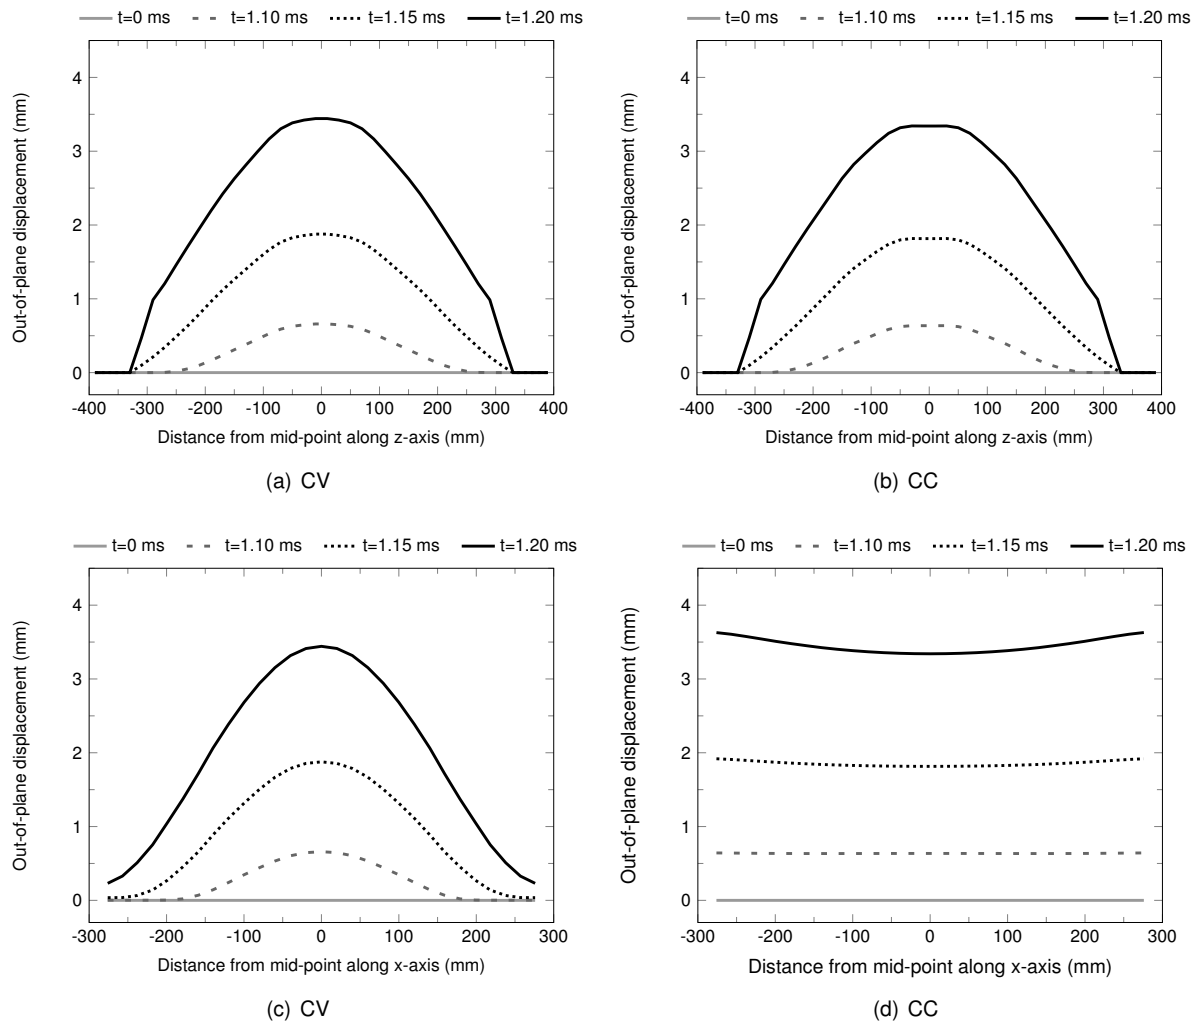 t=0 ms t=1.10 ms t=1.15 ms t=1.20 ms
Out-of-plane displacement (mm)
4
3
2
1
0
-400 -300 -200 -100 0 100 200 300 400
Distance from mid-point along z-axis (mm)
(a) CV
t=0 ms t=1.10 ms t=1.15 ms t=1.20 ms
Out-of-plane displacement (mm)
4
3
2
1
0
-400 -300 -200 -100 0 100 200 300 400
Distance from mid-point along z-axis (mm)
(b) CC
t=0 ms t=1.10 ms t=1.15 ms t=1.20 ms
Out-of-plane displacement (mm)
4
3
2
1
0
-300 -200 -100 0 100 200 300
Distance from mid-point along x-axis (mm)
(c) CV
t=0 ms t=1.10 ms t=1.15 ms t=1.20 ms
Out-of-plane displacement (mm)
4
3
2
1
0
-300 -200 -100 0 100 200 300
Distance from mid-point along x-axis (mm)
(d) CC